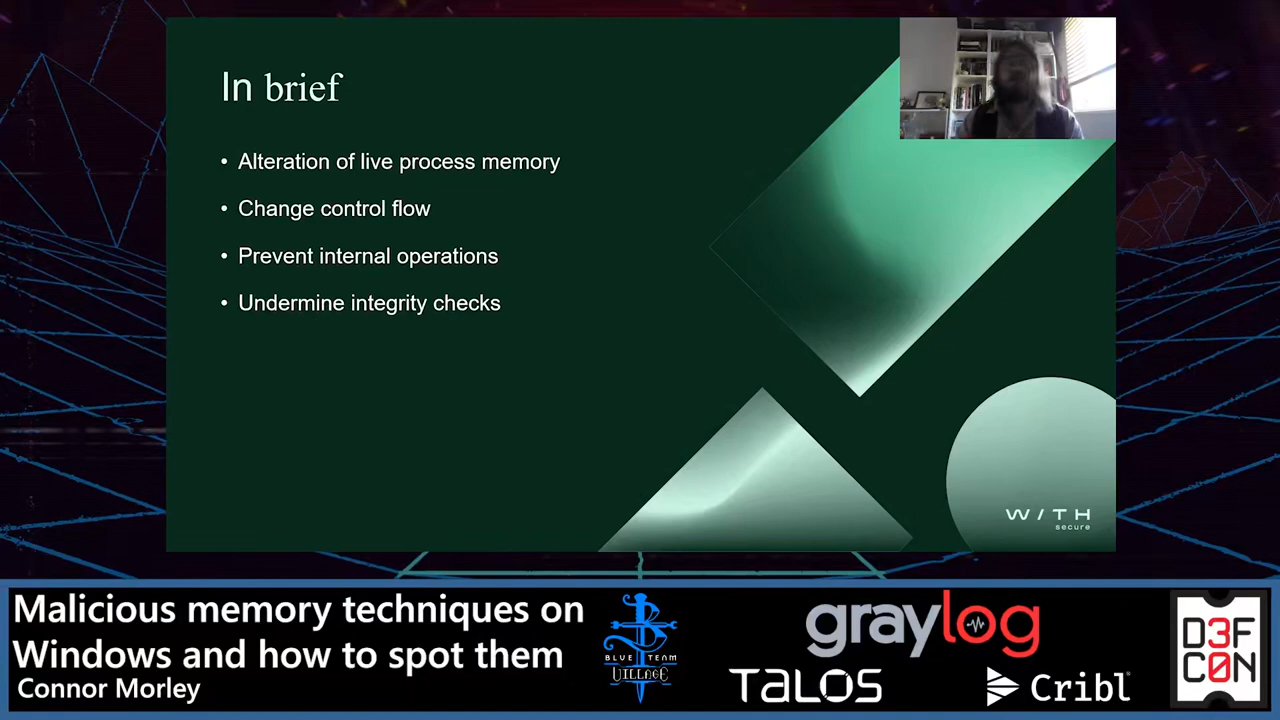 In brief
• Alteration of live process memory
• Change control flow
• Prevent internal operations
• Undermine integrity checks
W/TH
secure
Malicious memory techniques on
Windows and how to spot them
Connor Morley
BLUE TEAM
VILLAGE
graylog
TALOS
Cribl
D3F
C0N